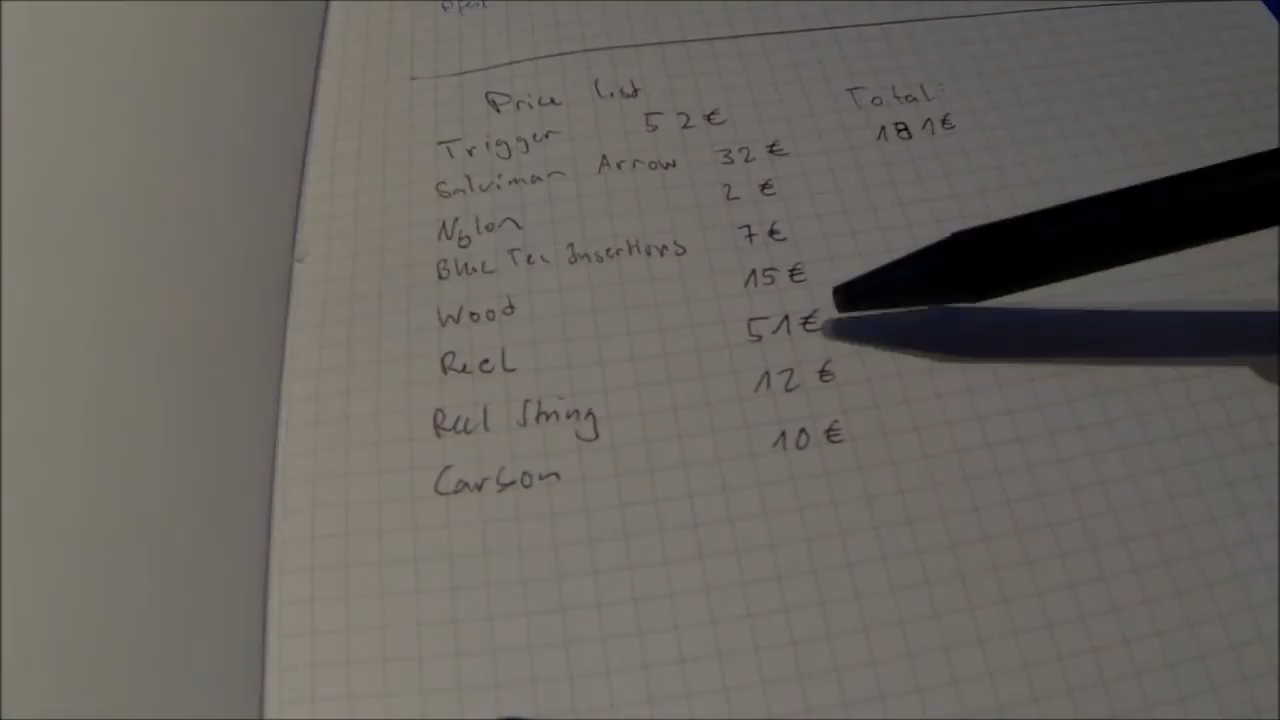 Price list
Total:
Trigger 52€
181€
Salviman Arrow 32€
Nylon 2€
Blue Tec Insertions 7€
Wood 15€
Reel 51€
Reel String 12€
Carbon 10€